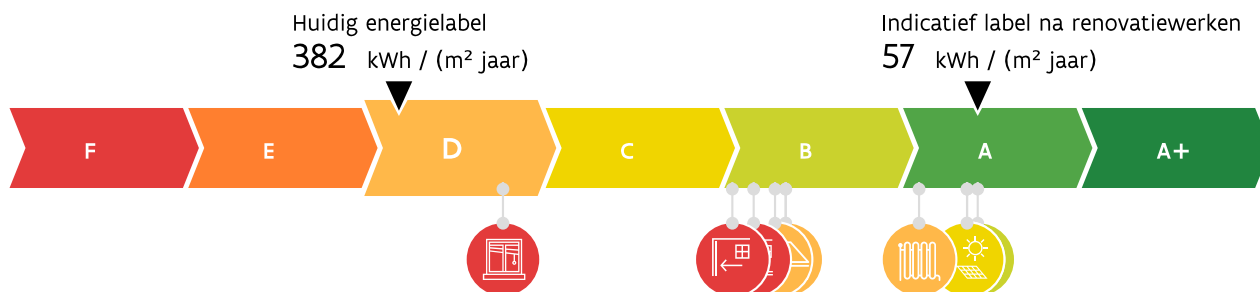 Huidig energielabel
382 kWh / (m² jaar)
Indicatief label na renovatiewerken
57 kWh / (m² jaar)
F E D C B A A+